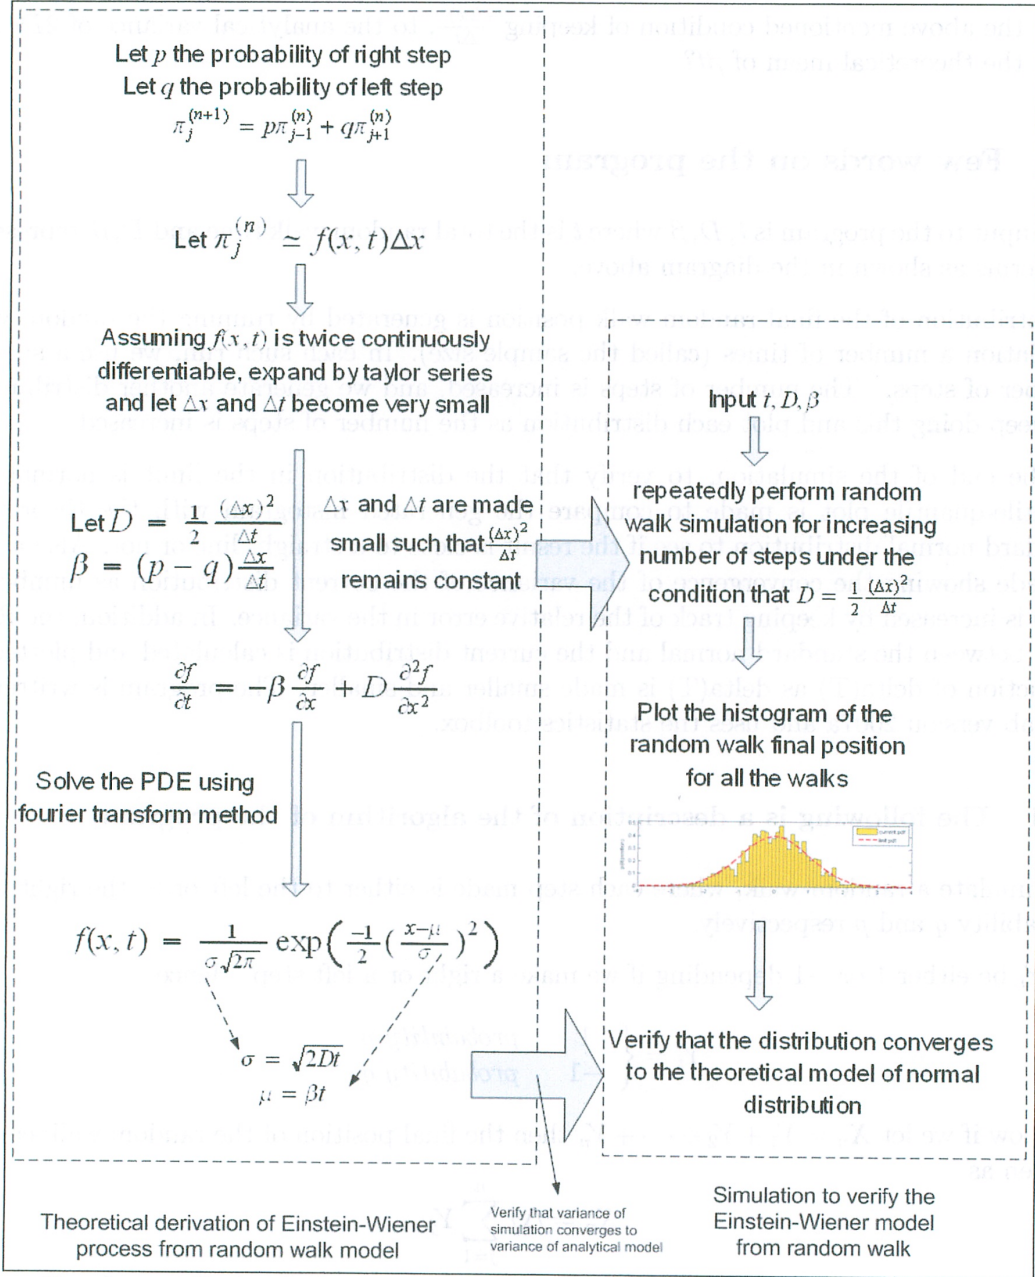 Let p the probability of right step
Let q the probability of left step
π_j^{(n+1)} = pπ_{j-1}^{(n)} + qπ_{j+1}^{(n)}
Let π_j^{(n)} ≃ f(x, t)Δx
Assuming f(x, t) is twice continuously
differentiable, expand by taylor series
and let Δx and Δt become very small
Let D = 1/2 (Δx)²/Δt
β = (p − q) Δx/Δt
Δx and Δt are made
small such that (Δx)²/Δt
remains constant
∂f/∂t = −β ∂f/∂x + D ∂²f/∂x²
Solve the PDE using
fourier transform method
f(x, t) = 1/(σ√2π) exp(−1/2 ((x−μ)/σ)²)
σ = √2Dt
μ = βt
Theoretical derivation of Einstein-Wiener
process from random walk model
Input t, D, β
repeatedly perform random
walk simulation for increasing
number of steps under the
condition that D = 1/2 (Δx)²/Δt
Plot the histogram of the
random walk final position
for all the walks
Verify that the distribution converges
to the theoretical model of normal
distribution
Verify that variance of
simulation converges to
variance of analytical model
Simulation to verify the
Einstein-Wiener model
from random walk